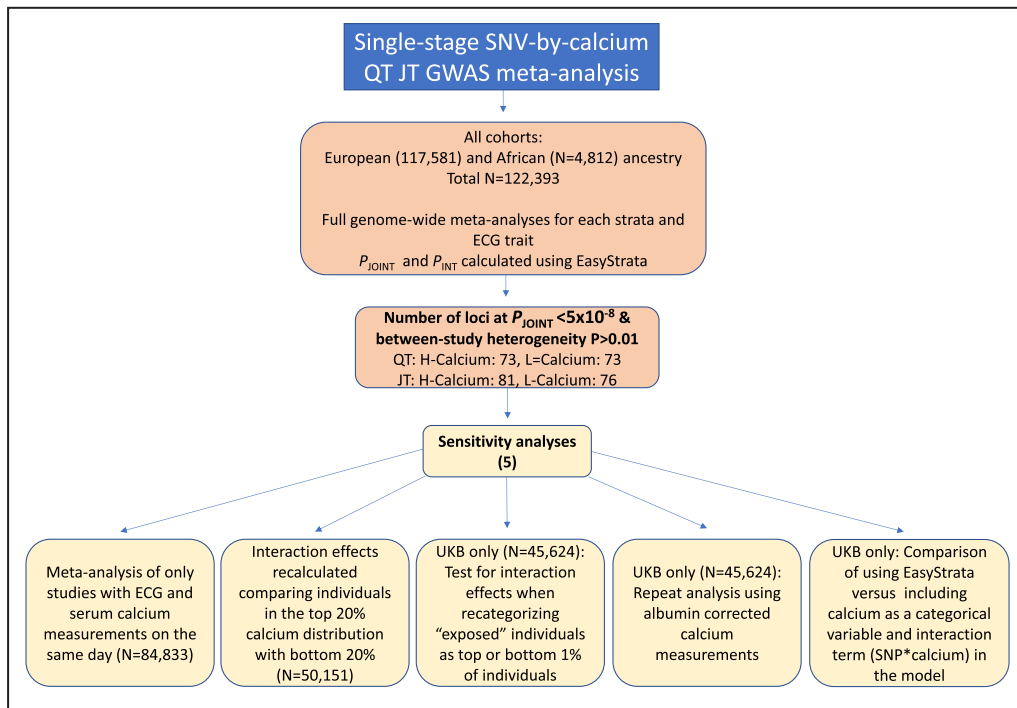 Single-stage SNV-by-calcium
QT JT GWAS meta-analysis
All cohorts:
European (117,581) and African (N=4,812) ancestry
Total N=122,393
Full genome-wide meta-analyses for each strata and
ECG trait
P_JOINT and P_INT calculated using EasyStrata
Number of loci at P_JOINT <5x10^-8 &
between-study heterogeneity P>0.01
QT: H-Calcium: 73, L=Calcium: 73
JT: H-Calcium: 81, L-Calcium: 76
Sensitivity analyses
(5)
Meta-analysis of only
studies with ECG and
serum calcium
measurements on the
same day (N=84,833)
Interaction effects
recalculated
comparing individuals
in the top 20%
calcium distribution
with bottom 20%
(N=50,151)
UKB only (N=45,624):
Test for interaction
effects when
recategorizing
“exposed” individuals
as top or bottom 1%
of individuals
UKB only (N=45,624):
Repeat analysis using
albumin corrected
calcium
measurements
UKB only: Comparison
of using EasyStrata
versus including
calcium as a categorical
variable and interaction
term (SNP*calcium) in
the model